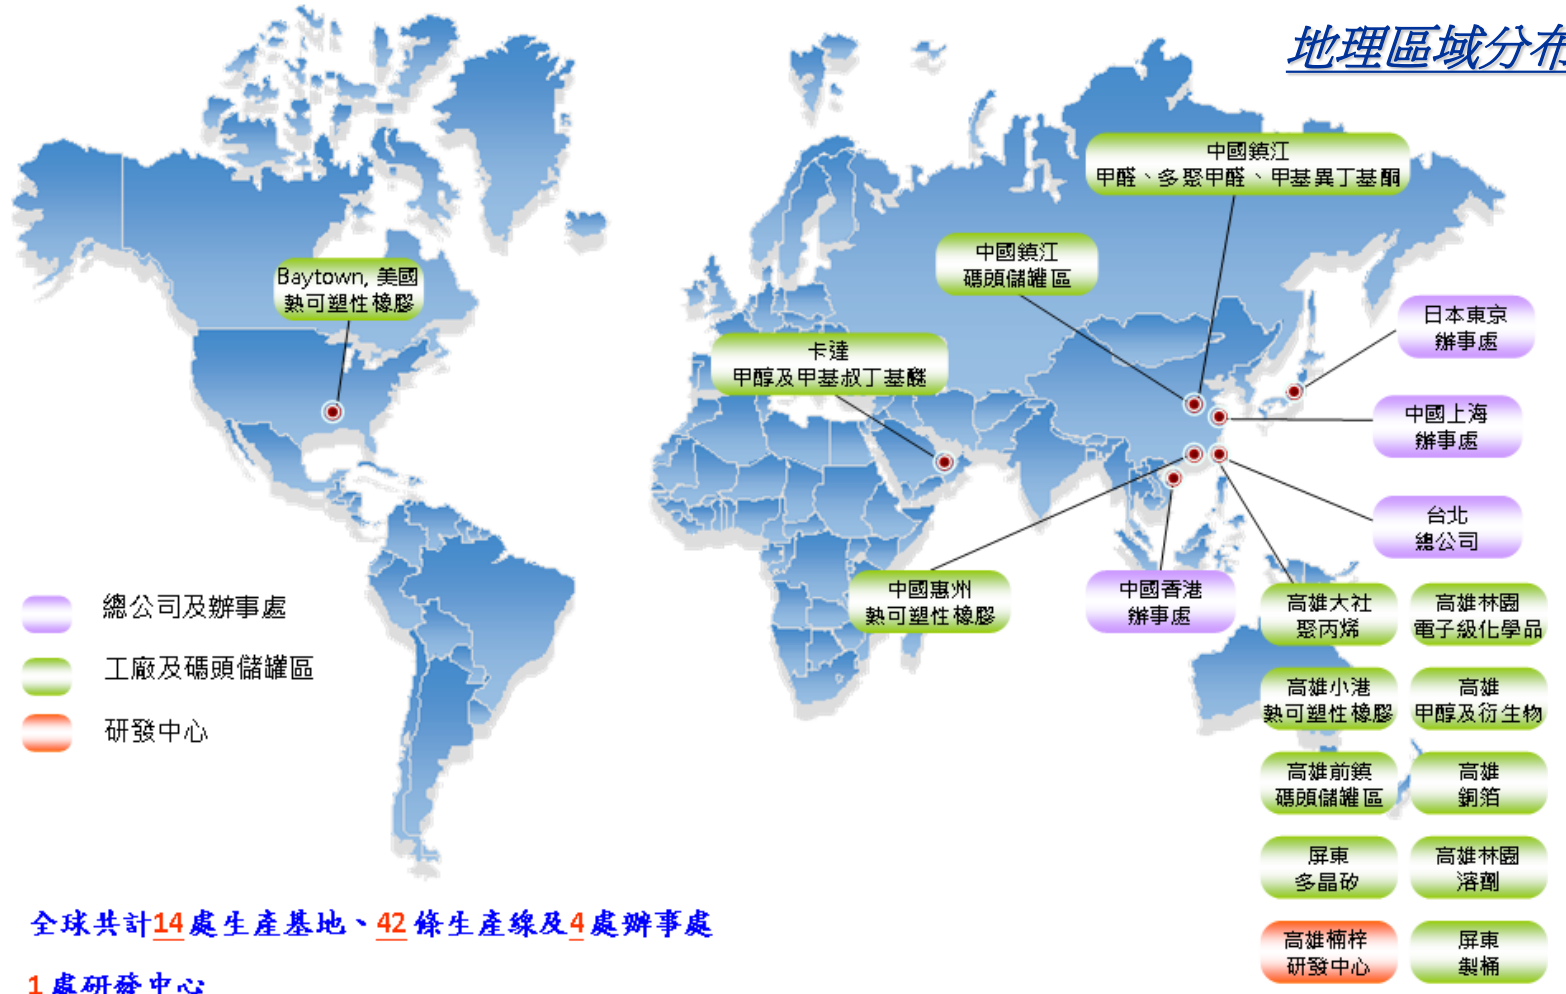 地理區域分布
中國鎮江
甲醛、多聚甲醛、甲基異丁基酮
中國鎮江
碼頭儲罐區
Baytown, 美國
熱可塑性橡膠
日本東京
辦事處
卡達
甲醇及甲基叔丁基醚
中國上海
辦事處
台北
總公司
中國惠州
熱可塑性橡膠
中國香港
辦事處
高雄大社
聚丙烯
高雄林園
電子級化學品
高雄小港
熱可塑性橡膠
高雄
甲醇及衍生物
高雄前鎮
碼頭儲罐區
高雄
銅箔
屏東
多晶矽
高雄林園
溶劑
高雄楠梓
研發中心
屏東
製桶
總公司及辦事處
工廠及碼頭儲罐區
研發中心
全球共計14處生產基地、42條生產線及4處辦事處
1處研發中心